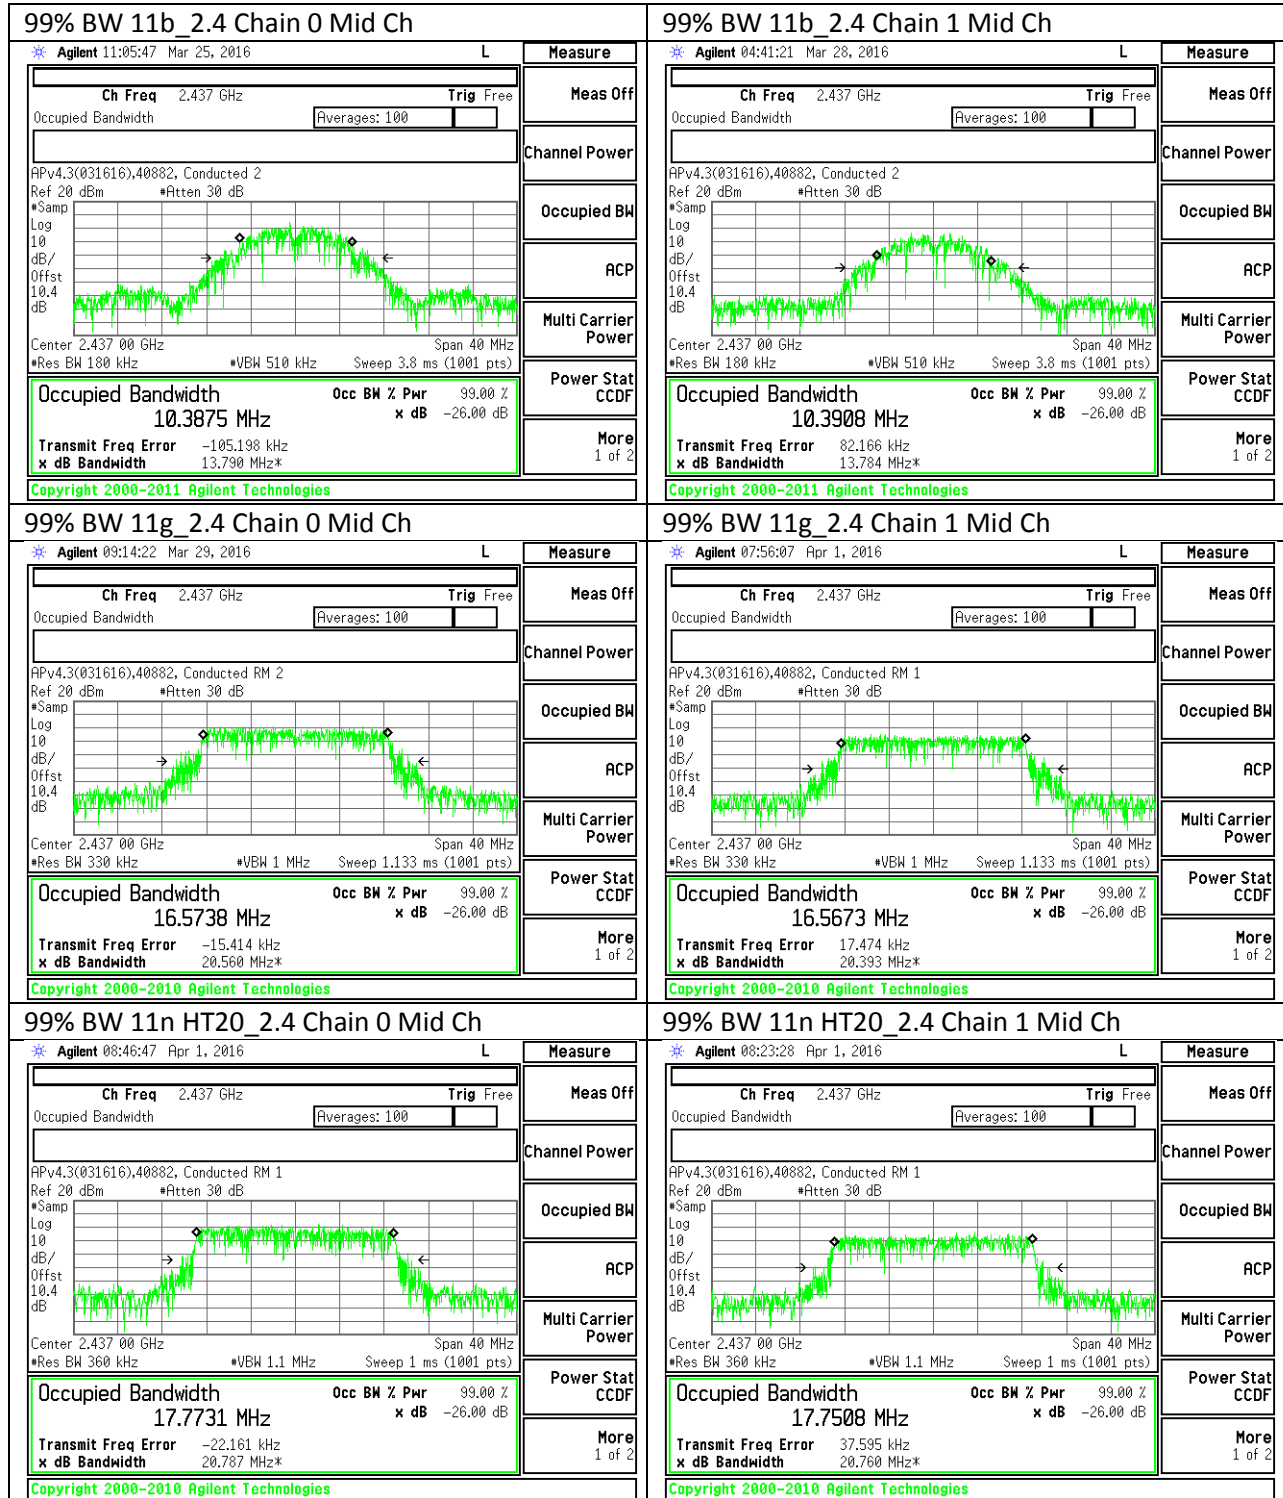 99% BW 11b_2.4 Chain 0 Mid Ch
Agilent 11:05:47 Mar 25, 2016 L Measure
Ch Freq 2.437 GHz Trig Free
Occupied Bandwidth Averages: 100
APv4.3(031616),40882, Conducted 2
Ref 20 dBm #Atten 30 dB
#Samp
Log
10
dB/
Offst
10.4
dB
Center 2.437 00 GHz Span 40 MHz
#Res BW 180 kHz #VBW 510 kHz Sweep 3.8 ms (1001 pts)
Occupied Bandwidth Occ BW % Pwr 99.00 %
10.3875 MHz x dB -26.00 dB
Transmit Freq Error -105.198 kHz
x dB Bandwidth 13.790 MHz*
Copyright 2000-2011 Agilent Technologies
Meas Off
Channel Power
Occupied BW
ACP
Multi Carrier
Power
Power Stat
CCDF
More
1 of 2
99% BW 11b_2.4 Chain 1 Mid Ch
Agilent 04:41:21 Mar 28, 2016 L Measure
Ch Freq 2.437 GHz Trig Free
Occupied Bandwidth Averages: 100
APv4.3(031616),40882, Conducted 2
Ref 20 dBm #Atten 30 dB
#Samp
Log
10
dB/
Offst
10.4
dB
Center 2.437 00 GHz Span 40 MHz
#Res BW 180 kHz #VBW 510 kHz Sweep 3.8 ms (1001 pts)
Occupied Bandwidth Occ BW % Pwr 99.00 %
10.3908 MHz x dB -26.00 dB
Transmit Freq Error 82.166 kHz
x dB Bandwidth 13.784 MHz*
Copyright 2000-2011 Agilent Technologies
Meas Off
Channel Power
Occupied BW
ACP
Multi Carrier
Power
Power Stat
CCDF
More
1 of 2
99% BW 11g_2.4 Chain 0 Mid Ch
Agilent 09:14:22 Mar 29, 2016 L Measure
Ch Freq 2.437 GHz Trig Free
Occupied Bandwidth Averages: 100
APv4.3(031616),40882, Conducted RM 2
Ref 20 dBm #Atten 30 dB
#Samp
Log
10
dB/
Offst
10.4
dB
Center 2.437 00 GHz Span 40 MHz
#Res BW 330 kHz #VBW 1 MHz Sweep 1.133 ms (1001 pts)
Occupied Bandwidth Occ BW % Pwr 99.00 %
16.5738 MHz x dB -26.00 dB
Transmit Freq Error -15.414 kHz
x dB Bandwidth 20.560 MHz*
Copyright 2000-2010 Agilent Technologies
Meas Off
Channel Power
Occupied BW
ACP
Multi Carrier
Power
Power Stat
CCDF
More
1 of 2
99% BW 11g_2.4 Chain 1 Mid Ch
Agilent 07:56:07 Apr 1, 2016 L Measure
Ch Freq 2.437 GHz Trig Free
Occupied Bandwidth Averages: 100
APv4.3(031616),40882, Conducted RM 1
Ref 20 dBm #Atten 30 dB
#Samp
Log
10
dB/
Offst
10.4
dB
Center 2.437 00 GHz Span 40 MHz
#Res BW 330 kHz #VBW 1 MHz Sweep 1.133 ms (1001 pts)
Occupied Bandwidth Occ BW % Pwr 99.00 %
16.5673 MHz x dB -26.00 dB
Transmit Freq Error 17.474 kHz
x dB Bandwidth 20.393 MHz*
Copyright 2000-2010 Agilent Technologies
Meas Off
Channel Power
Occupied BW
ACP
Multi Carrier
Power
Power Stat
CCDF
More
1 of 2
99% BW 11n HT20_2.4 Chain 0 Mid Ch
Agilent 08:46:47 Apr 1, 2016 L Measure
Ch Freq 2.437 GHz Trig Free
Occupied Bandwidth Averages: 100
APv4.3(031616),40882, Conducted RM 1
Ref 20 dBm #Atten 30 dB
#Samp
Log
10
dB/
Offst
10.4
dB
Center 2.437 00 GHz Span 40 MHz
#Res BW 360 kHz #VBW 1.1 MHz Sweep 1 ms (1001 pts)
Occupied Bandwidth Occ BW % Pwr 99.00 %
17.7731 MHz x dB -26.00 dB
Transmit Freq Error -22.161 kHz
x dB Bandwidth 20.787 MHz*
Copyright 2000-2010 Agilent Technologies
Meas Off
Channel Power
Occupied BW
ACP
Multi Carrier
Power
Power Stat
CCDF
More
1 of 2
99% BW 11n HT20_2.4 Chain 1 Mid Ch
Agilent 08:23:28 Apr 1, 2016 L Measure
Ch Freq 2.437 GHz Trig Free
Occupied Bandwidth Averages: 100
APv4.3(031616),40882, Conducted RM 1
Ref 20 dBm #Atten 30 dB
#Samp
Log
10
dB/
Offst
10.4
dB
Center 2.437 00 GHz Span 40 MHz
#Res BW 360 kHz #VBW 1.1 MHz Sweep 1 ms (1001 pts)
Occupied Bandwidth Occ BW % Pwr 99.00 %
17.7508 MHz x dB -26.00 dB
Transmit Freq Error 37.595 kHz
x dB Bandwidth 20.760 MHz*
Copyright 2000-2010 Agilent Technologies
Meas Off
Channel Power
Occupied BW
ACP
Multi Carrier
Power
Power Stat
CCDF
More
1 of 2